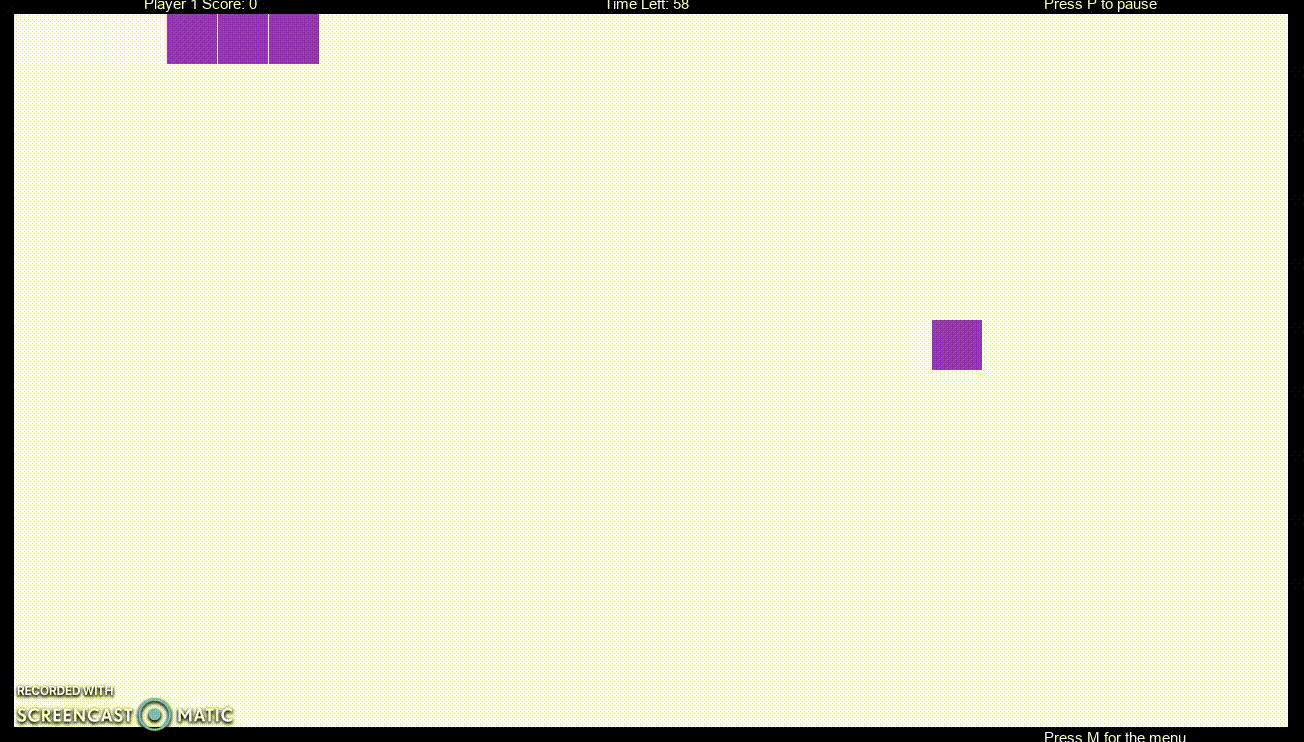 Player 1 Score: 0
Time Left: 58
Press P to pause
RECORDED WITH
SCREENCAST MATIC
Press M for the menu